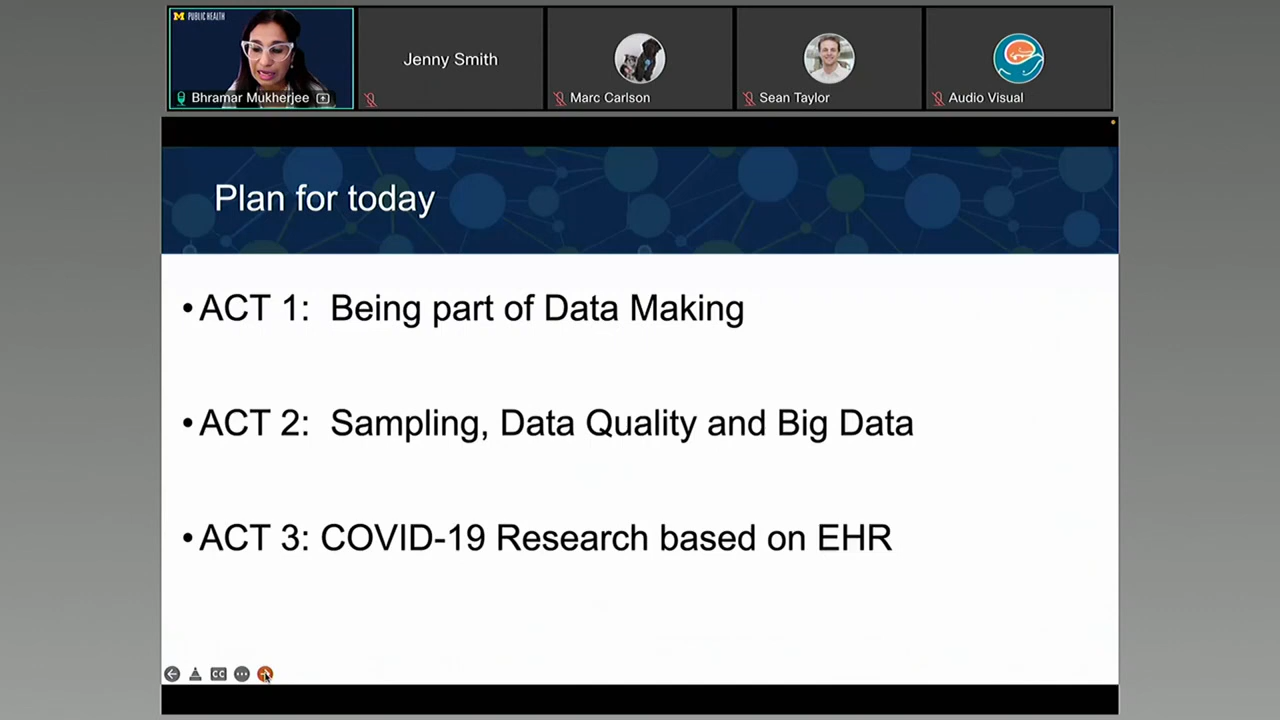 M PUBLIC HEALTH
Bhramar Mukherjee
Jenny Smith
Marc Carlson
Sean Taylor
Audio Visual
Plan for today
• ACT 1: Being part of Data Making
• ACT 2: Sampling, Data Quality and Big Data
• ACT 3: COVID-19 Research based on EHR
CC